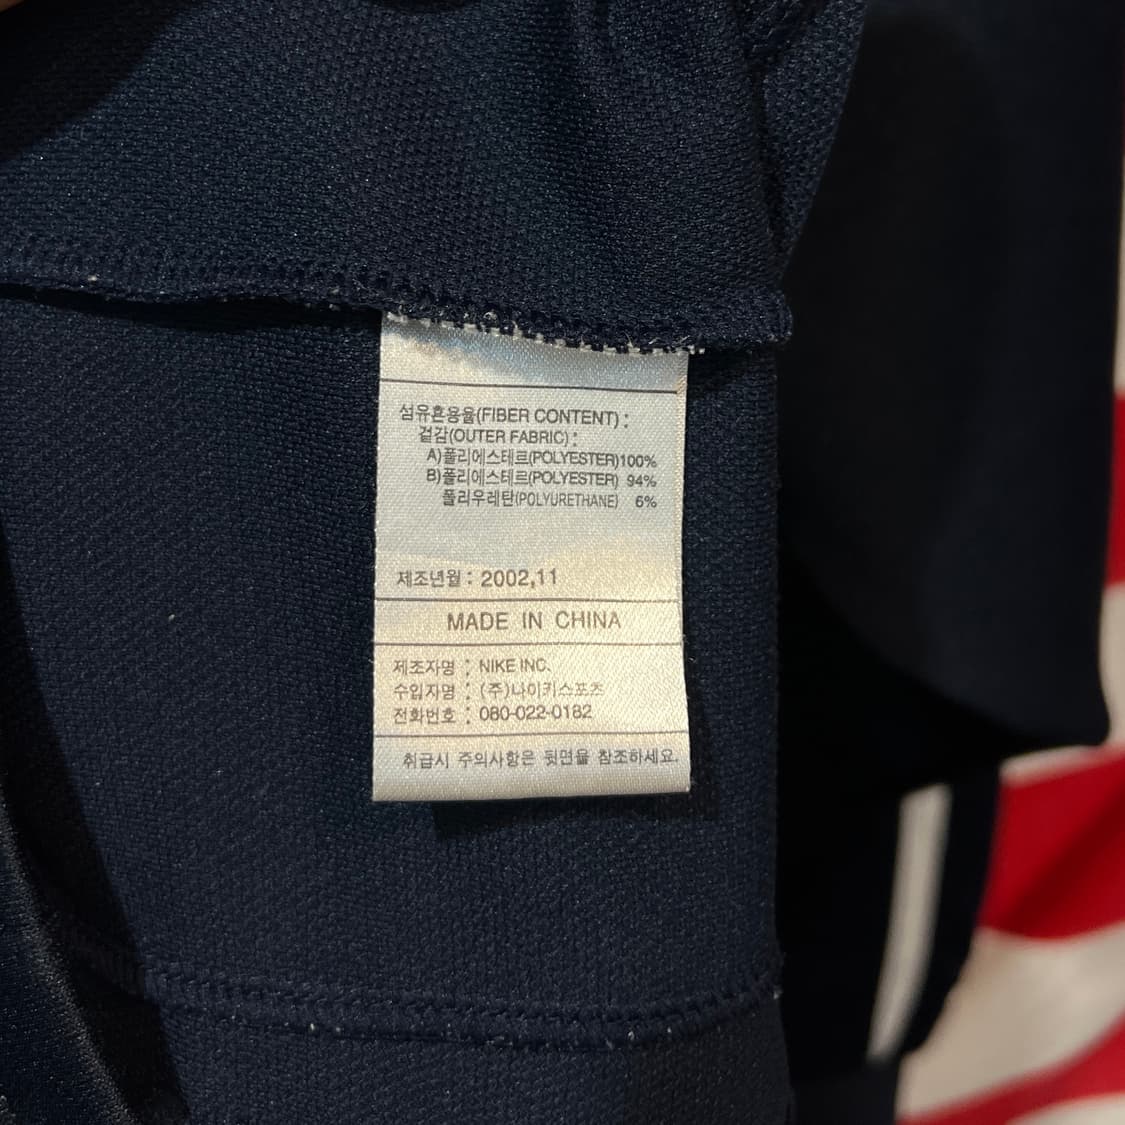 섬유혼용율(FIBER CONTENT) :
겉감(OUTER FABRIC) :
A)폴리에스테르(POLYESTER)100%
B)폴리에스테르(POLYESTER) 94%
폴리우레탄(POLYURETHANE) 6%
제조년월 : 2002,11
MADE IN CHINA
제조자명 : NIKE INC.
수입자명 : (주)나이키스포츠
전화번호 : 080-022-0182
취급시 주의사항은 뒷면을 참조하세요.